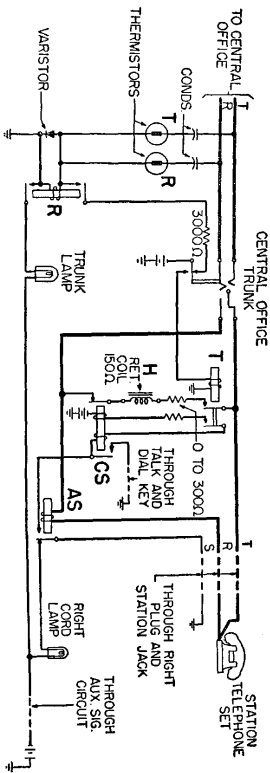 TO CENTRAL
OFFICE
T
R
CENTRAL OFFICE
TRUNK
CONDS
THERMISTORS
T
R
VARISTOR
3000Ω
R
TRUNK
LAMP
T
H
RET.
COIL
150Ω
0 TO 300Ω
THROUGH
TALK AND
DIAL KEY
CS
AS
T
R
S
STATION
TELEPHONE
SET
THROUGH RIGHT
PLUG AND
STATION JACK
RIGHT
CORD
LAMP
THROUGH
AUX. SIG.
CIRCUIT